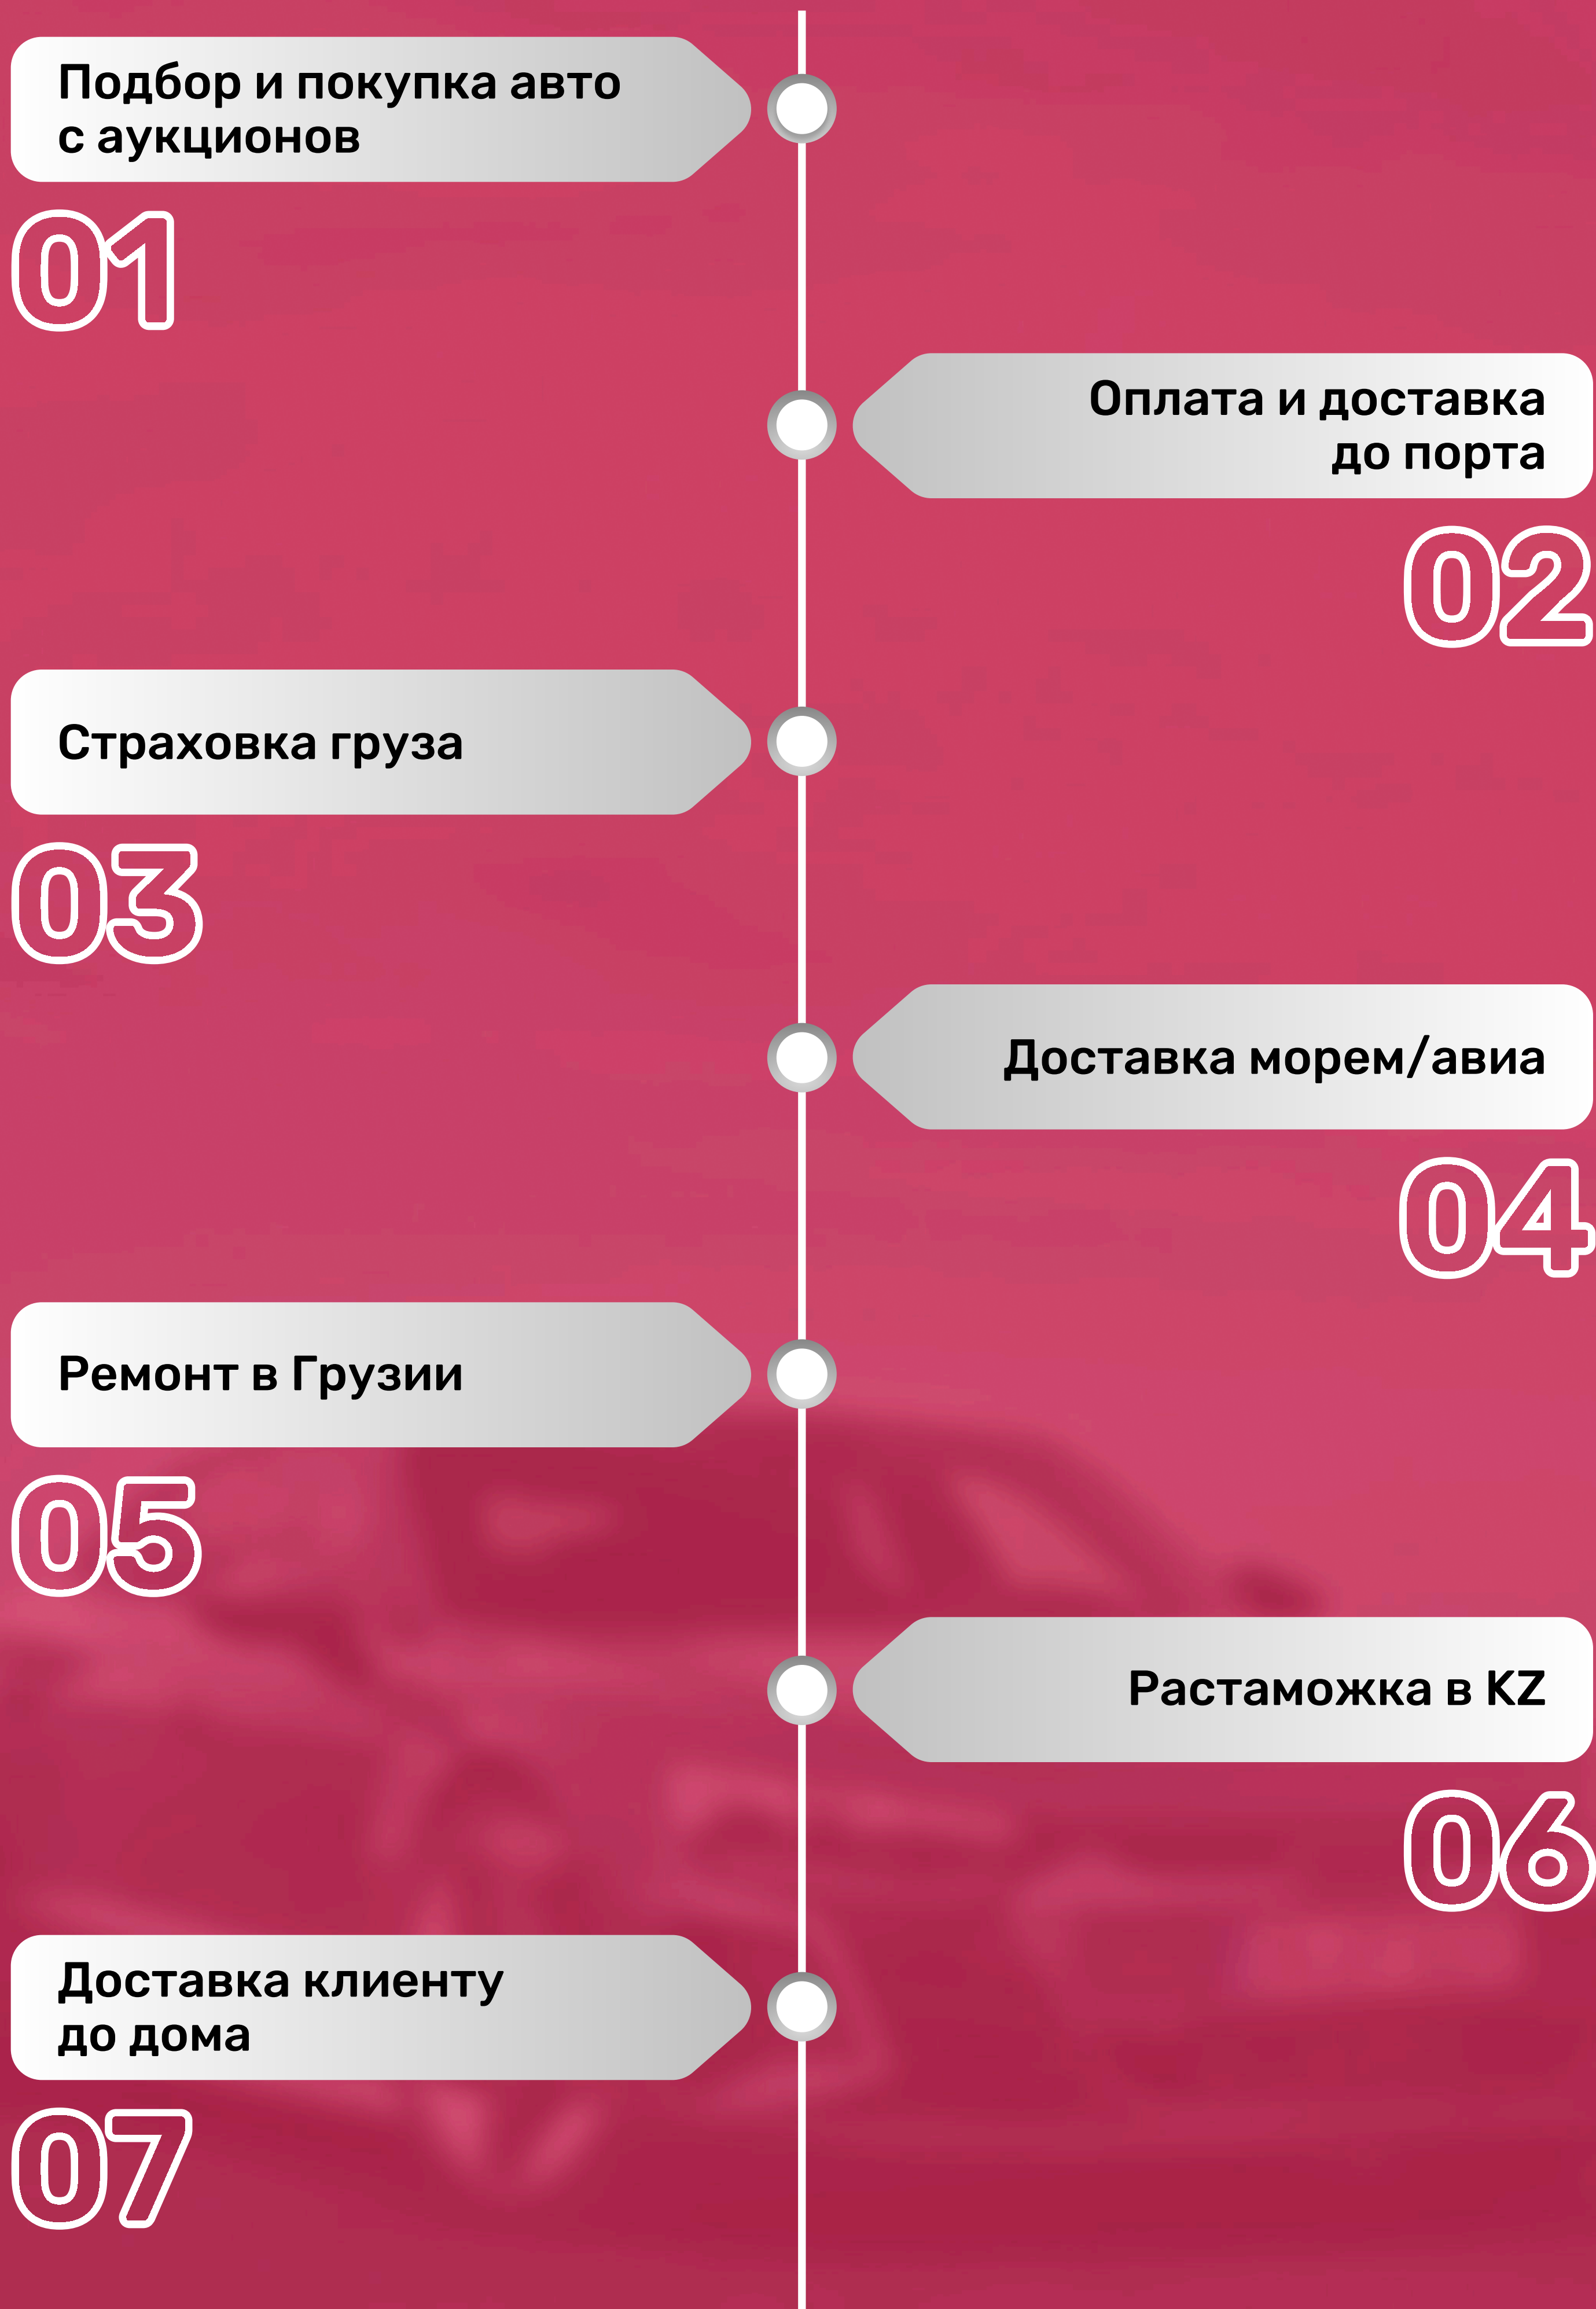 Подбор и покупка авто
с аукционов
01
Оплата и доставка
до порта
02
Страховка груза
03
Доставка морем/авиа
04
Ремонт в Грузии
05
Растаможка в KZ
06
Доставка клиенту
до дома
07